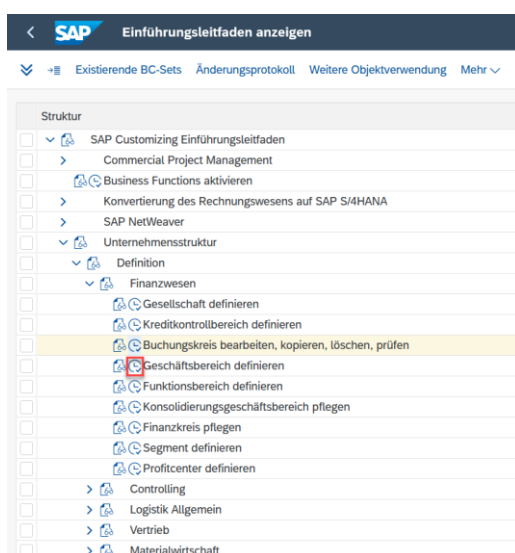 SAP Einführungsleitfaden anzeigen
Existierende BC-Sets Änderungsprotokoll Weitere Objektverwendung Mehr
Struktur
SAP Customizing Einführungsleitfaden
Commercial Project Management
Business Functions aktivieren
Konvertierung des Rechnungswesens auf SAP S/4HANA
SAP NetWeaver
Unternehmensstruktur
Definition
Finanzwesen
Gesellschaft definieren
Kreditkontrollbereich definieren
Buchungskreis bearbeiten, kopieren, löschen, prüfen
Geschäftsbereich definieren
Funktionsbereich definieren
Konsolidierungsgeschäftsbereich pflegen
Finanzkreis pflegen
Segment definieren
Profitcenter definieren
Controlling
Logistik Allgemein
Vertrieb
Materialwirtschaft